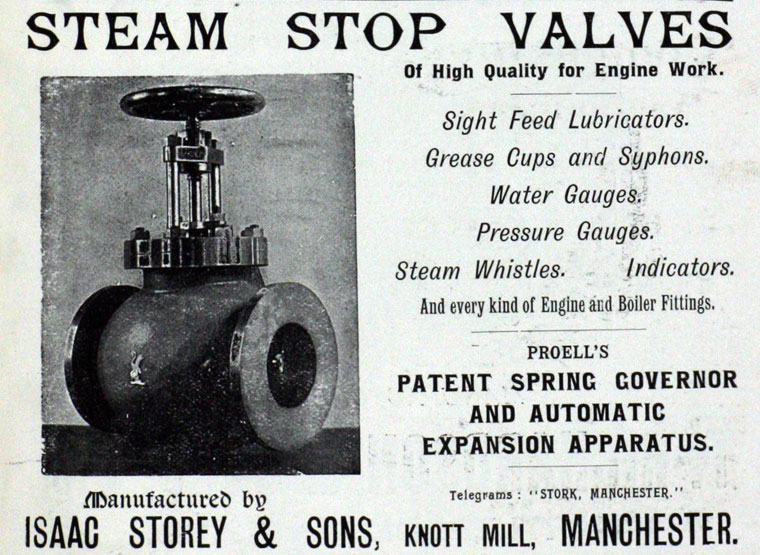 STEAM STOP VALVES
Of High Quality for Engine Work.
Sight Feed Lubricators.
Grease Cups and Syphons.
Water Gauges.
Pressure Gauges.
Steam Whistles. Indicators.
And every kind of Engine and Boiler Fittings.
PROELL'S
PATENT SPRING GOVERNOR
AND AUTOMATIC
EXPANSION APPARATUS.
Telegrams: "STORK, MANCHESTER."
Manufactured by
ISAAC STOREY & SONS, KNOTT MILL, MANCHESTER.